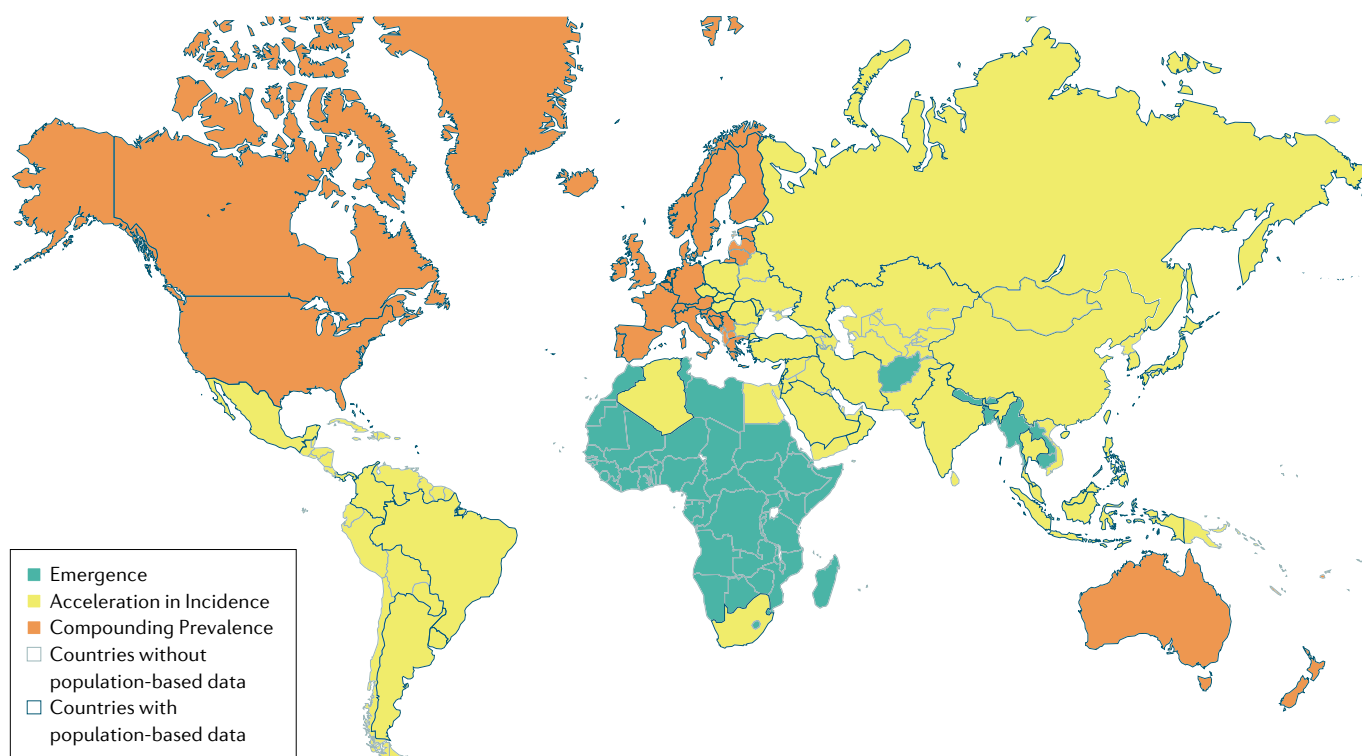 Emergence
Acceleration in Incidence
Compounding Prevalence
Countries without
population-based data
Countries with
population-based data